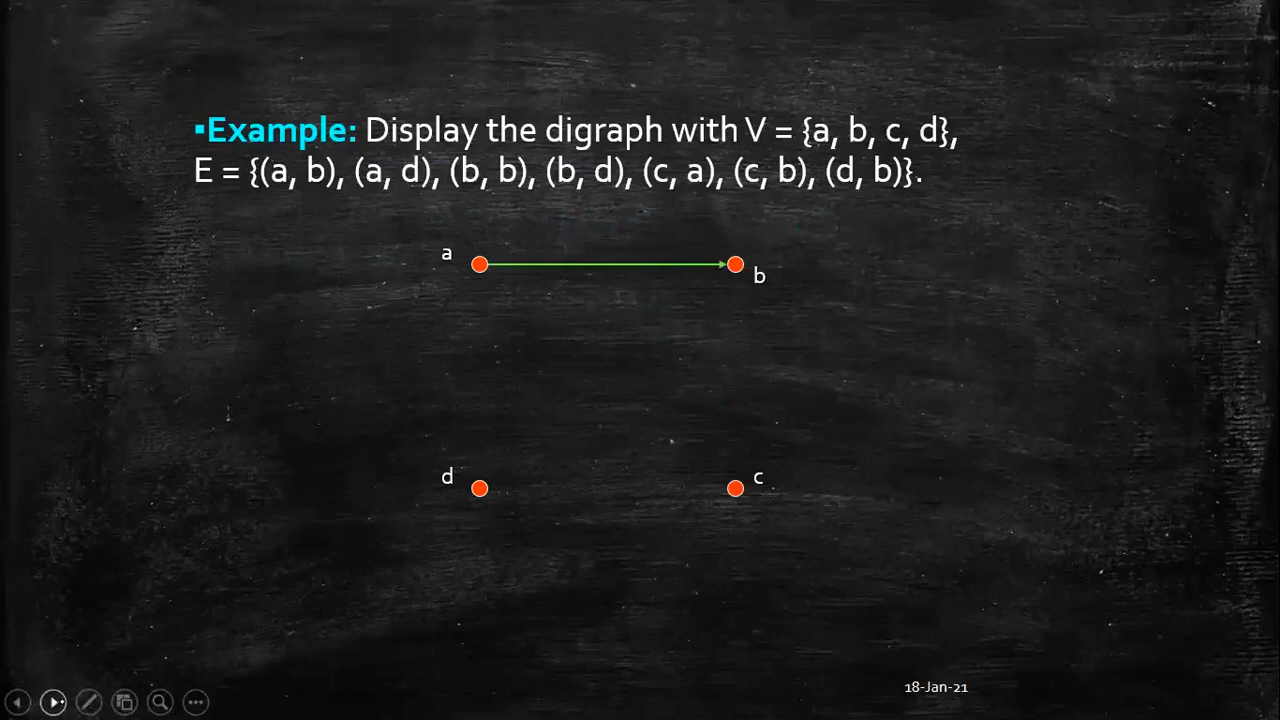 ▪Example: Display the digraph with V = {a, b, c, d},
E = {(a, b), (a, d), (b, b), (b, d), (c, a), (c, b), (d, b)}.
a
b
d
c
18-Jan-21